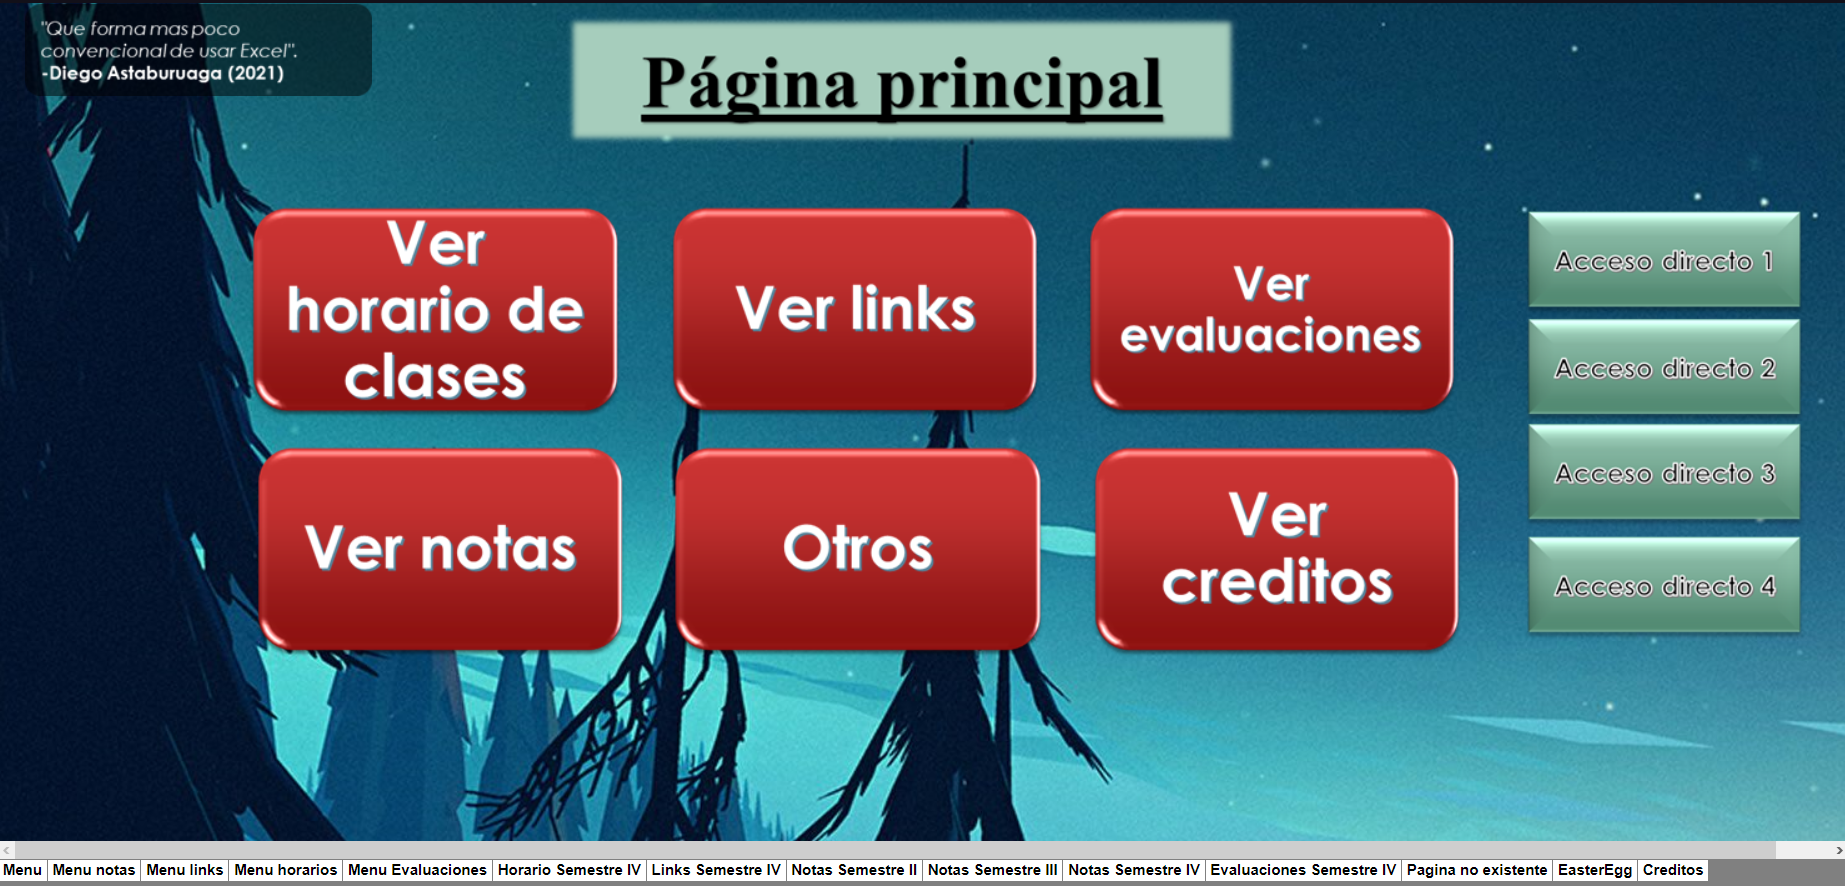 "Que forma mas poco
convencional de usar Excel".
-Diego Astaburuaga (2021)
Página principal
Ver
horario de
clases
Ver links
Ver
evaluaciones
Acceso directo 1
Acceso directo 2
Acceso directo 3
Acceso directo 4
Ver notas
Otros
Ver
creditos
Menu Menu notas Menu links Menu horarios Menu Evaluaciones Horario Semestre IV Links Semestre IV Notas Semestre II Notas Semestre III Notas Semestre IV Evaluaciones Semestre IV Pagina no existente EasterEgg Creditos